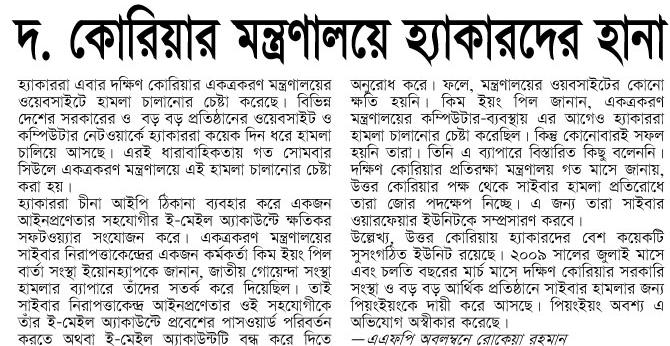 দ. কোরিয়ার মন্ত্রণালয়ে হ্যাকারদের হানা
হ্যাকাররা এবার দক্ষিণ কোরিয়ার একত্রকরণ মন্ত্রণালয়ের
ওয়েবসাইটে হামলা চালানোর চেষ্টা করেছে। বিভিন্ন
দেশের সরকারের ও বড় বড় প্রতিষ্ঠানের ওয়েবসাইট ও
কম্পিউটার নেটওয়ার্কে হ্যাকাররা কয়েক দিন ধরে হামলা
চালিয়ে আসছে। এরই ধারাবাহিকতায় গত সোমবার
সিউলে একত্রকরণ মন্ত্রণালয়ে এই হামলা চালানোর চেষ্টা
করা হয়।
হ্যাকাররা চীনা আইপি ঠিকানা ব্যবহার করে একজন
আইনপ্রণেতার সহযোগীর ই-মেইল অ্যাকাউন্টে ক্ষতিকর
সফটওয়্যার সংযোজন করে। একত্রকরণ মন্ত্রণালয়ের
সাইবার নিরাপত্তাকেন্দ্রের একজন কর্মকর্তা কিম ইয়ং পিল
বার্তা সংস্থা ইয়োনহ্যাপকে জানান, জাতীয় গোয়েন্দা সংস্থা
হামলার ব্যাপারে তাঁদের সতর্ক করে দিয়েছিল। তাই
সাইবার নিরাপত্তাকেন্দ্র আইনপ্রণেতার ওই সহযোগীকে
তাঁর ই-মেইল অ্যাকাউন্টে প্রবেশের পাসওয়ার্ড পরিবর্তন
করতে অথবা ই-মেইল অ্যাকাউন্টটি বন্ধ করে দিতে
অনুরোধ করে। ফলে, মন্ত্রণালয়ের ওয়বসাইটের কোনো
ক্ষতি হয়নি। কিম ইয়ং পিল জানান, একত্রকরণ
মন্ত্রণালয়ের কম্পিউটার-ব্যবস্থায় এর আগেও হ্যাকাররা
হামলা চালানোর চেষ্টা করেছিল। কিন্তু কোনোবারই সফল
হয়নি তারা। তিনি এ ব্যাপারে বিস্তারিত কিছু বলেননি।
দক্ষিণ কোরিয়ার প্রতিরক্ষা মন্ত্রণালয় গত মাসে জানায়,
উত্তর কোরিয়ার পক্ষ থেকে সাইবার হামলা প্রতিরোধে
তারা জোর পদক্ষেপ নিচ্ছে। এ জন্য তারা সাইবার
ওয়ারফেয়ার ইউনিটকে সম্প্রসারণ করবে।
উল্লেখ্য, উত্তর কোরিয়ায় হ্যাকারদের বেশ কয়েকটি
সুসংগঠিত ইউনিট রয়েছে। ২০০৯ সালের জুলাই মাসে
এবং চলতি বছরের মার্চ মাসে দক্ষিণ কোরিয়ার সরকারি
সংস্থা ও বড় বড় আর্থিক প্রতিষ্ঠানে সাইবার হামলার জন্য
পিয়ংইয়ংকে দায়ী করে আসছে। পিয়ংইয়ং অবশ্য এ
অভিযোগ অস্বীকার করেছে।
—এএফপি অবলম্বনে রোকেয়া রহমান